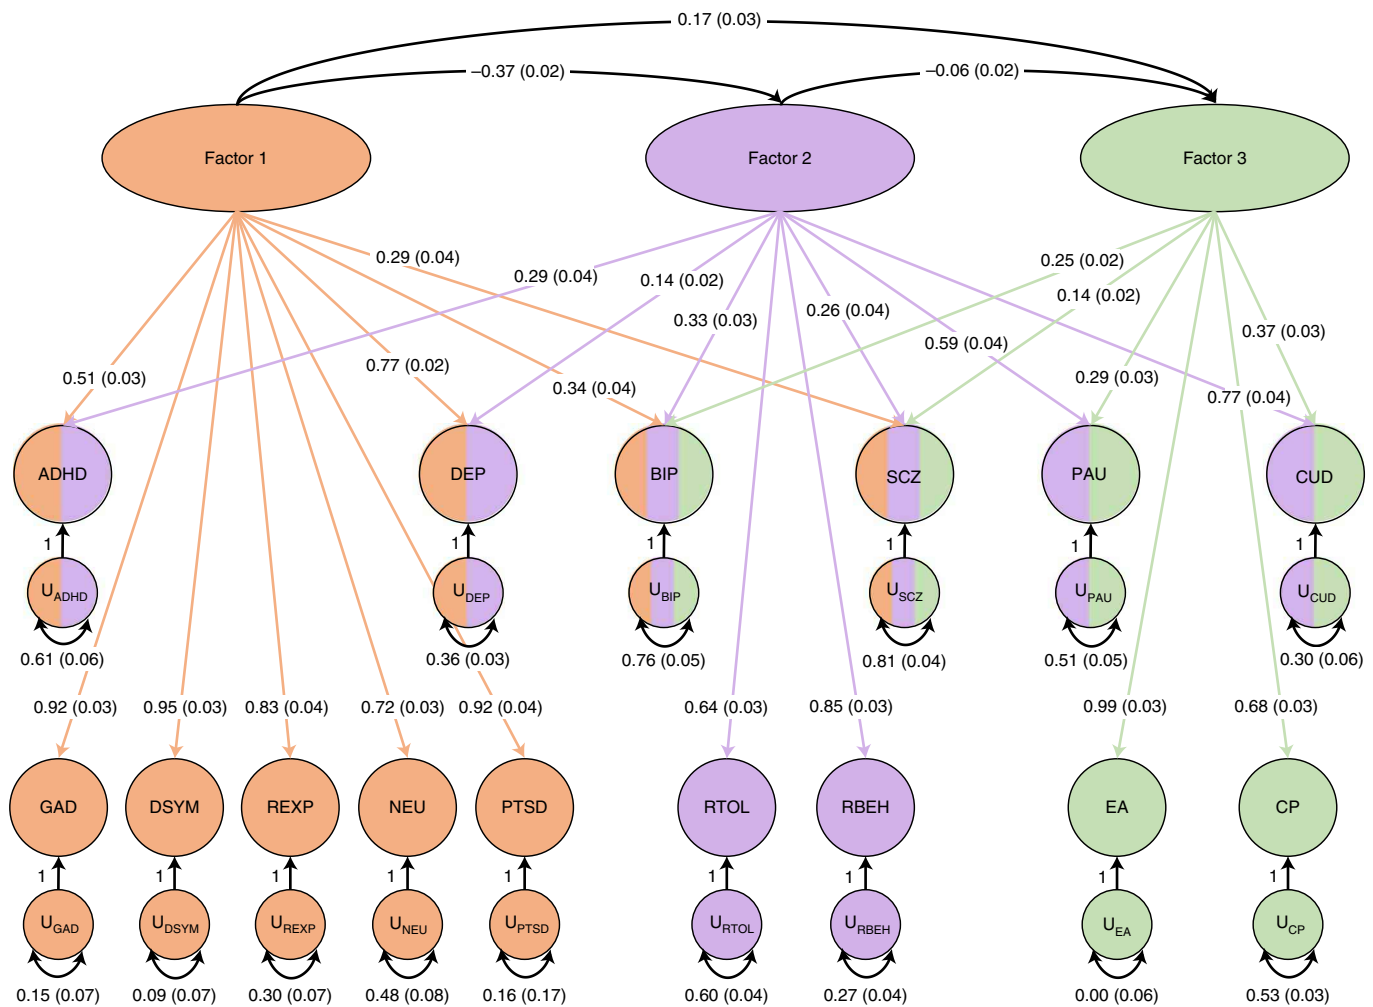 0.17 (0.03)
–0.37 (0.02)
–0.06 (0.02)
Factor 1
Factor 2
Factor 3
0.29 (0.04)
0.29 (0.04)
0.14 (0.02)
0.25 (0.02)
0.14 (0.02)
0.33 (0.03)
0.26 (0.04)
0.59 (0.04)
0.37 (0.03)
0.51 (0.03)
0.77 (0.02)
0.34 (0.04)
0.29 (0.03)
0.77 (0.04)
ADHD
DEP
BIP
SCZ
PAU
CUD
1
1
1
1
1
1
UADHD
UDEP
UBIP
USCZ
UPAU
UCUD
0.61 (0.06)
0.36 (0.03)
0.76 (0.05)
0.81 (0.04)
0.51 (0.05)
0.30 (0.06)
0.92 (0.03)
0.95 (0.03)
0.83 (0.04)
0.72 (0.03)
0.92 (0.04)
0.64 (0.03)
0.85 (0.03)
0.99 (0.03)
0.68 (0.03)
GAD
DSYM
REXP
NEU
PTSD
RTOL
RBEH
EA
CP
1
1
1
1
1
1
1
1
1
UGAD
UDSYM
UREXP
UNEU
UPTSD
URTOL
URBEH
UEA
UCP
0.15 (0.07)
0.09 (0.07)
0.30 (0.07)
0.48 (0.08)
0.16 (0.17)
0.60 (0.04)
0.27 (0.04)
0.00 (0.06)
0.53 (0.03)